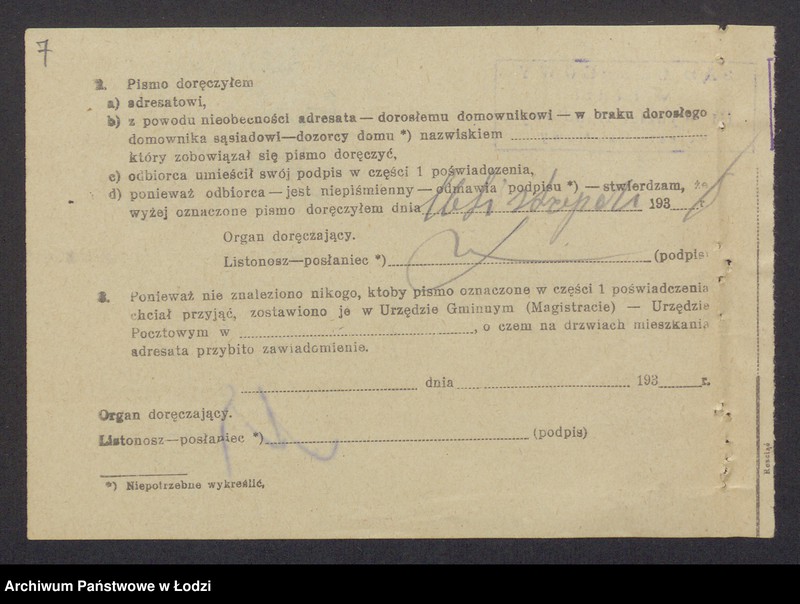 7
2. Pismo doręczyłem
a) adresatowi,
b) z powodu nieobecności adresata — dorosłemu domownikowi — w braku dorosłego
domownika sąsiadowi—dozorcy domu *) nazwiskiem
który zobowiązał się pismo doręczyć,
c) odbiorca umieścił swój podpis w części 1 poświadczenia,
d) ponieważ odbiorca — jest niepiśmienny — odmawia podpisu *) — stwierdzam, że
wyżej oznaczone pismo doręczyłem dnia 193 r.
Organ doręczający.
Listonosz—posłaniec *) (podpis)
3. Ponieważ nie znaleziono nikogo, ktoby pismo oznaczone w części 1 poświadczenia
chciał przyjąć, zostawiono je w Urzędzie Gminnym (Magistracie) — Urzędzie
Pocztowym w , o czem na drzwiach mieszkania
adresata przybito zawiadomienie.
dnia 193 r.
Organ doręczający.
Listonosz—posłaniec *) (podpis)
*) Niepotrzebne wykreślić.
Archiwum Państwowe w Łodzi